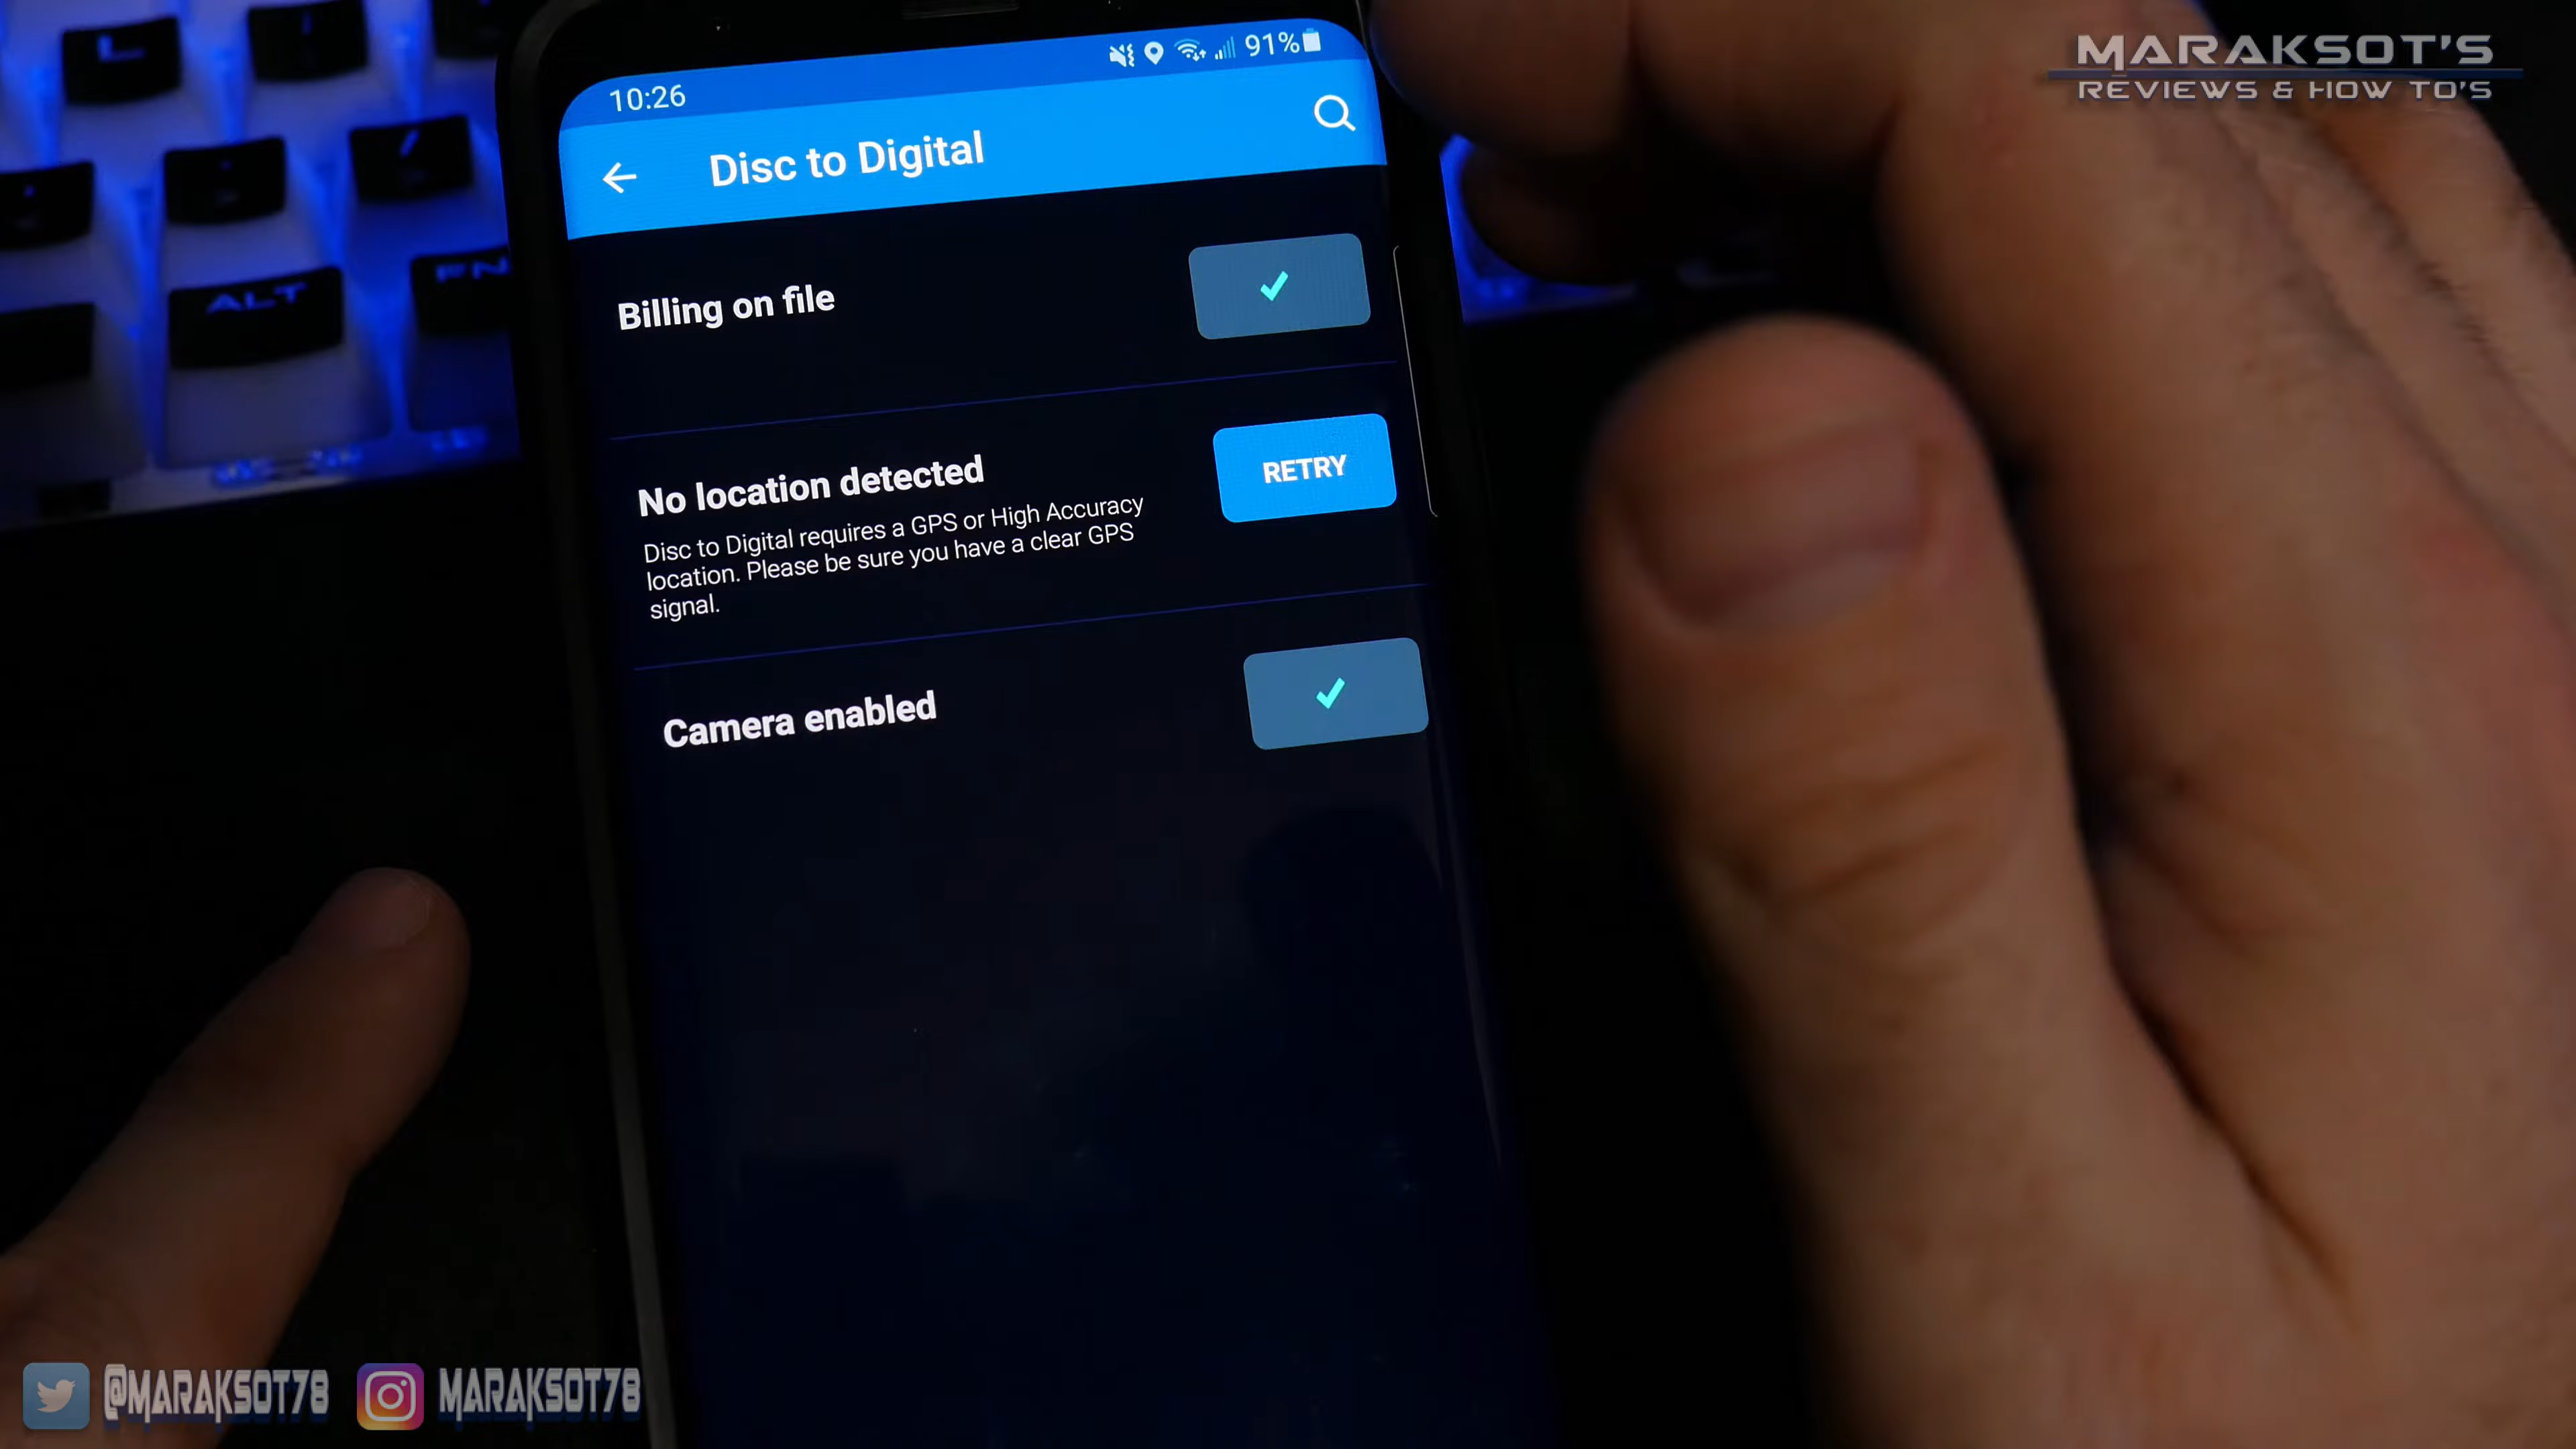 MARAKSOT'S
REVIEWS & HOW TO'S
10:26
91%
Disc to Digital
Billing on file
No location detected
RETRY
Disc to Digital requires a GPS or High Accuracy
location. Please be sure you have a clear GPS
signal.
Camera enabled
L
ALT
FN
@MARAKSOT78
MARAKSOT78